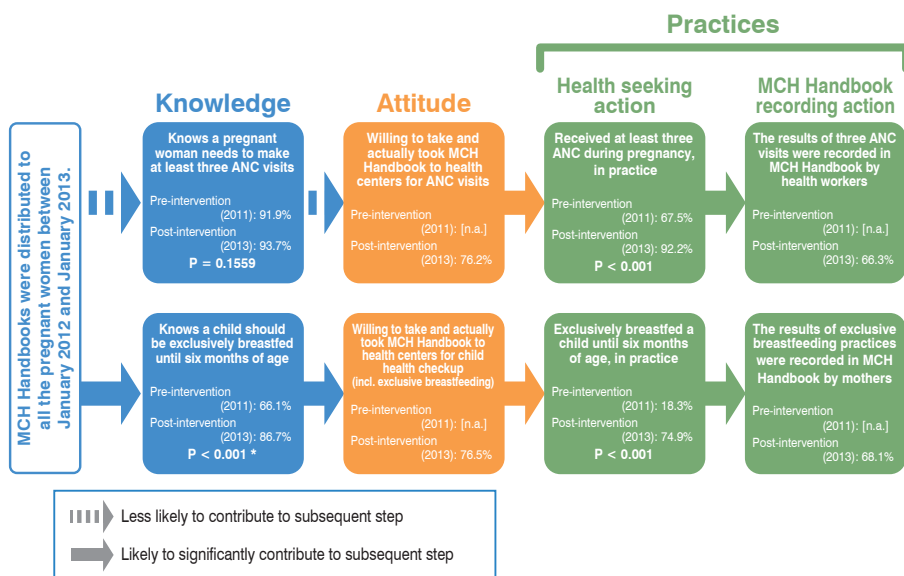 Practices
Knowledge
Attitude
Health seeking
action
MCH Handbook
recording action
MCH Handbooks were distributed to
all the pregnant women between
January 2012 and January 2013.
Knows a pregnant
woman needs to make
at least three ANC visits
Pre-intervention
(2011): 91.9%
Post-intervention
(2013): 93.7%
P = 0.1559
Willing to take and
actually took MCH
Handbook to health
centers for ANC visits
Pre-intervention
(2011): [n.a.]
Post-intervention
(2013): 76.2%
Received at least three
ANC during pregnancy,
in practice
Pre-intervention
(2011): 67.5%
Post-intervention
(2013): 92.2%
P < 0.001
The results of three ANC
visits were recorded in
MCH Handbook by
health workers
Pre-intervention
(2011): [n.a.]
Post-intervention
(2013): 66.3%
Knows a child should
be exclusively breastfed
until six months of age
Pre-intervention
(2011): 66.1%
Post-intervention
(2013): 86.7%
P < 0.001 *
Willing to take and actually
took MCH Handbook to
health centers for child
health checkup
(incl. exclusive breastfeeding)
Pre-intervention
(2011): [n.a.]
Post-intervention
(2013): 76.5%
Exclusively breastfed a
child until six months
of age, in practice
Pre-intervention
(2011): 18.3%
Post-intervention
(2013): 74.9%
P < 0.001
The results of exclusive
breastfeeding practices
were recorded in MCH
Handbook by mothers
Pre-intervention
(2011): [n.a.]
Post-intervention
(2013): 68.1%
Less likely to contribute to subsequent step
Likely to significantly contribute to subsequent step